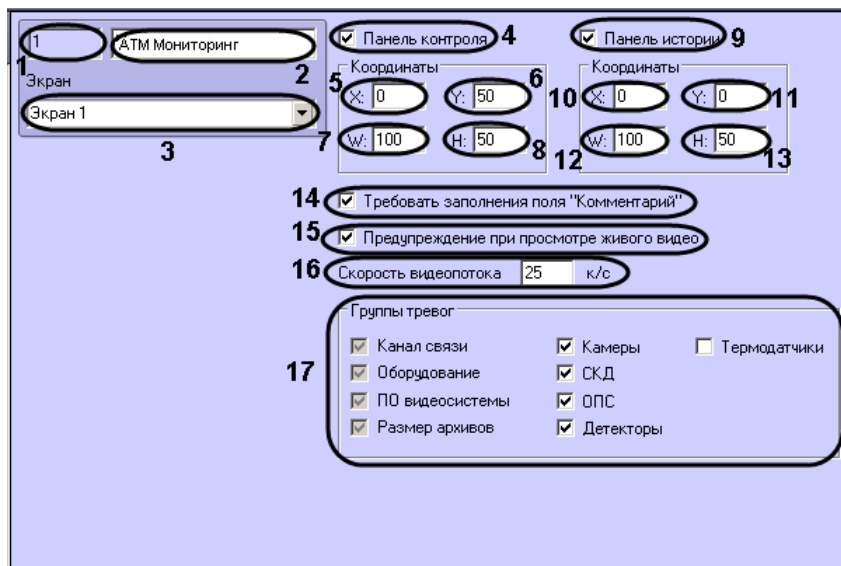 1 АТМ Мониторинг
1 2
Экран
Экран 1
3
Панель контроля 4
Координаты
5 X: 0 Y: 50 6
7 W: 100 H: 50 8
Панель истории 9
Координаты
10 X: 0 Y: 0 11
12 W: 100 H: 50 13
14 Требовать заполнения поля "Комментарий"
15 Предупреждение при просмотре живого видео
16 Скорость видеопотока 25 к/с
17
Группы тревог
Канал связи Камеры Термодатчики
Оборудование СКД
ПО видеосистемы ОПС
Размер архивов Детекторы